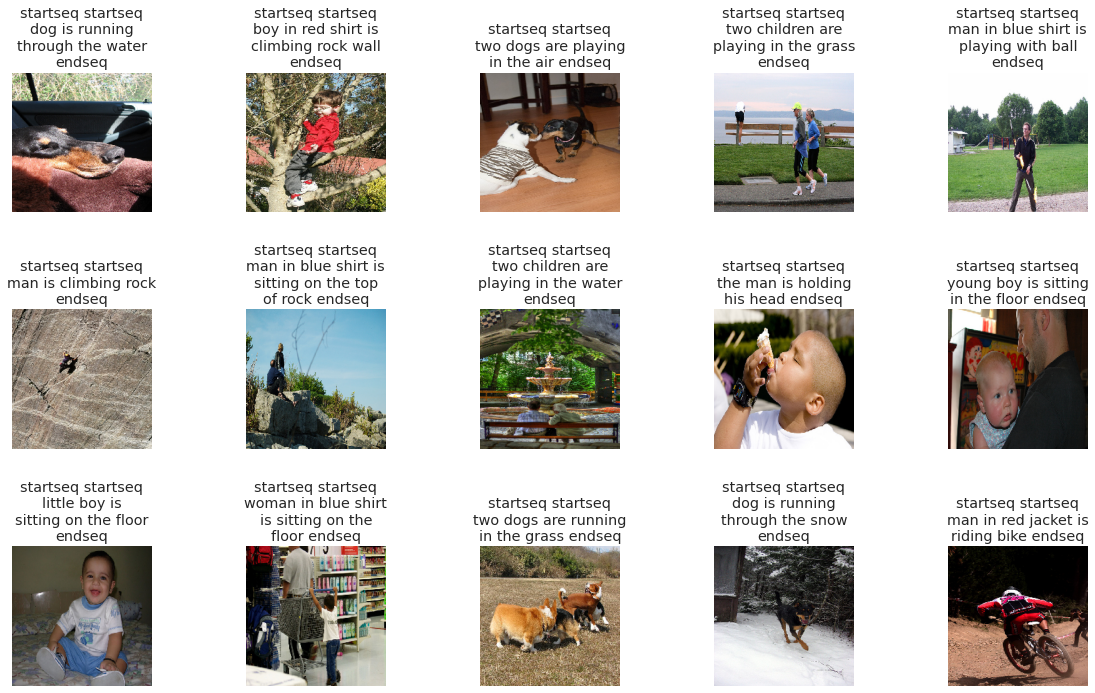 startseq startseq
dog is running
through the water
endseq
startseq startseq
boy in red shirt is
climbing rock wall
endseq
startseq startseq
two dogs are playing
in the air endseq
startseq startseq
two children are
playing in the grass
endseq
startseq startseq
man in blue shirt is
playing with ball
endseq
startseq startseq
man is climbing rock
endseq
startseq startseq
man in blue shirt is
sitting on the top
of rock endseq
startseq startseq
two children are
playing in the water
endseq
startseq startseq
the man is holding
his head endseq
startseq startseq
young boy is sitting
in the floor endseq
startseq startseq
little boy is
sitting on the floor
endseq
startseq startseq
woman in blue shirt
is sitting on the
floor endseq
startseq startseq
two dogs are running
in the grass endseq
startseq startseq
dog is running
through the snow
endseq
startseq startseq
man in red jacket is
riding bike endseq